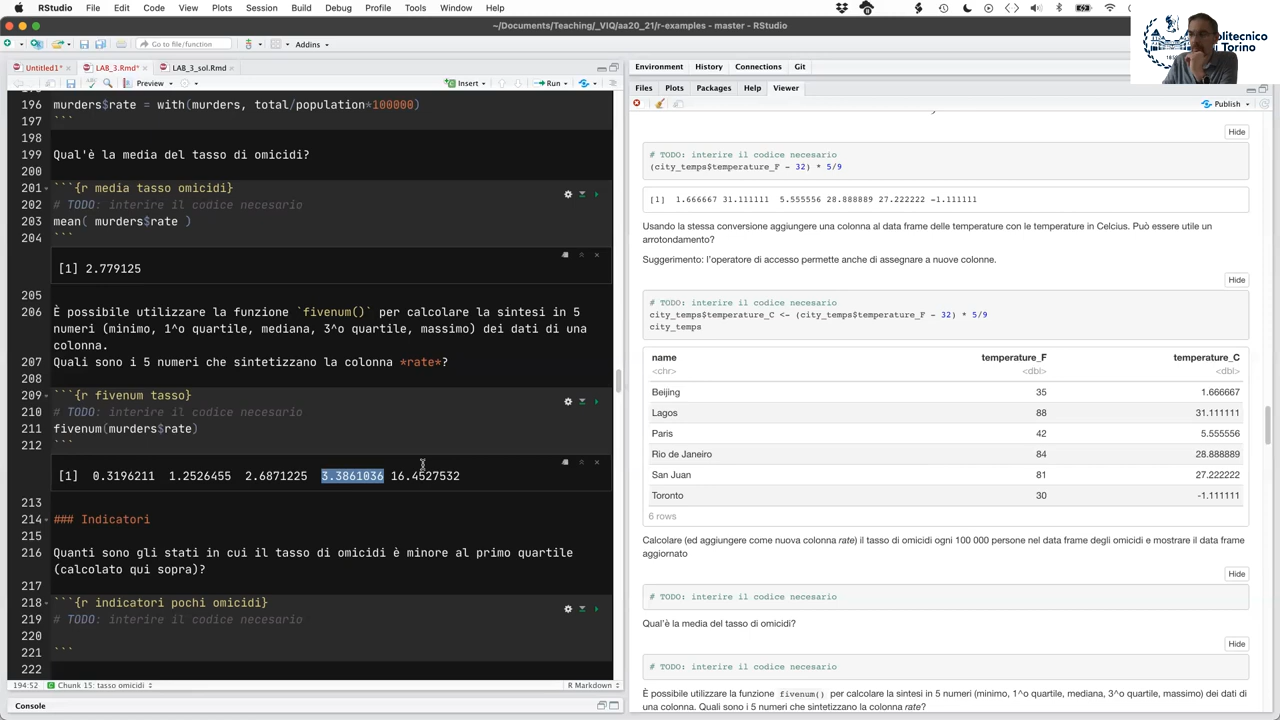 RStudio File Edit Code View Plots Session Build Debug Profile Tools Window Help
~/Documents/Teaching/_VIQ/aa20_21/r-examples - master - RStudio
Go to file/function Addins
Untitled1* LAB_3.Rmd* LAB_3_sol.Rmd
Preview Insert Run
196 murders$rate = with(murders, total/population*100000)
197 ```
198
199 Qual'è la media del tasso di omicidi?
200
201 ```{r media tasso omicidi}
202 # TODO: interire il codice necesario
203 mean( murders$rate )
204 ```
[1] 2.779125
205
206 È possibile utilizzare la funzione `fivenum()` per calcolare la sintesi in 5
numeri (minimo, 1^o quartile, mediana, 3^o quartile, massimo) dei dati di una
colonna.
207 Quali sono i 5 numeri che sintetizzano la colonna *rate*?
208
209 ```{r fivenum tasso}
210 # TODO: interire il codice necesario
211 fivenum(murders$rate)
212 ```
[1] 0.3196211 1.2526455 2.6871225 3.3861036 16.4527532
213
214 ### Indicatori
215
216 Quanti sono gli stati in cui il tasso di omicidi è minore al primo quartile
(calcolato qui sopra)?
217
218 ```{r indicatori pochi omicidi}
219 # TODO: interire il codice necesario
220
221 ```
222
194:52 Chunk 15: tasso omicidi R Markdown
Console
Environment History Connections Git
Files Plots Packages Help Viewer
Publish
Politecnico
di Torino
Hide
# TODO: interire il codice necesario
(city_temps$temperature_F - 32) * 5/9
[1] 1.666667 31.111111 5.555556 28.888889 27.222222 -1.111111
Usando la stessa conversione aggiungere una colonna al data frame delle temperature con le temperature in Celcius. Può essere utile un
arrotondamento?
Suggerimento: l'operatore di accesso permette anche di assegnare a nuove colonne.
Hide
# TODO: interire il codice necesario
city_temps$temperature_C <- (city_temps$temperature_F - 32) * 5/9
city_temps
name temperature_F temperature_C
<chr> <dbl> <dbl>
Beijing 35 1.666667
Lagos 88 31.111111
Paris 42 5.555556
Rio de Janeiro 84 28.888889
San Juan 81 27.222222
Toronto 30 -1.111111
6 rows
Calcolare (ed aggiungere come nuova colonna rate) il tasso di omicidi ogni 100 000 persone nel data frame degli omicidi e mostrare il data frame
aggiornato
Hide
# TODO: interire il codice necesario
Qual'è la media del tasso di omicidi?
Hide
# TODO: interire il codice necesario
È possibile utilizzare la funzione fivenum() per calcolare la sintesi in 5 numeri (minimo, 1^o quartile, mediana, 3^o quartile, massimo) dei dati di
una colonna. Quali sono i 5 numeri che sintetizzano la colonna rate?